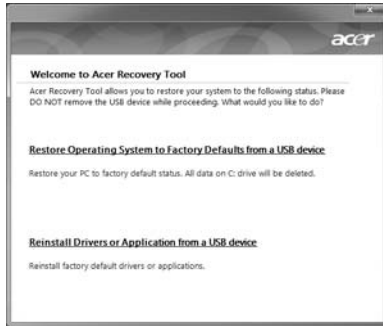 acer
Welcome to Acer Recovery Tool
Acer Recovery Tool allows you to restore your system to the following status. Please
DO NOT remove the USB device while proceeding. What would you like to do?
Restore Operating System to Factory Defaults from a USB device
Restore your PC to factory default status. All data on C: drive will be deleted.
Reinstall Drivers or Application from a USB device
Reinstall factory default drivers or applications.